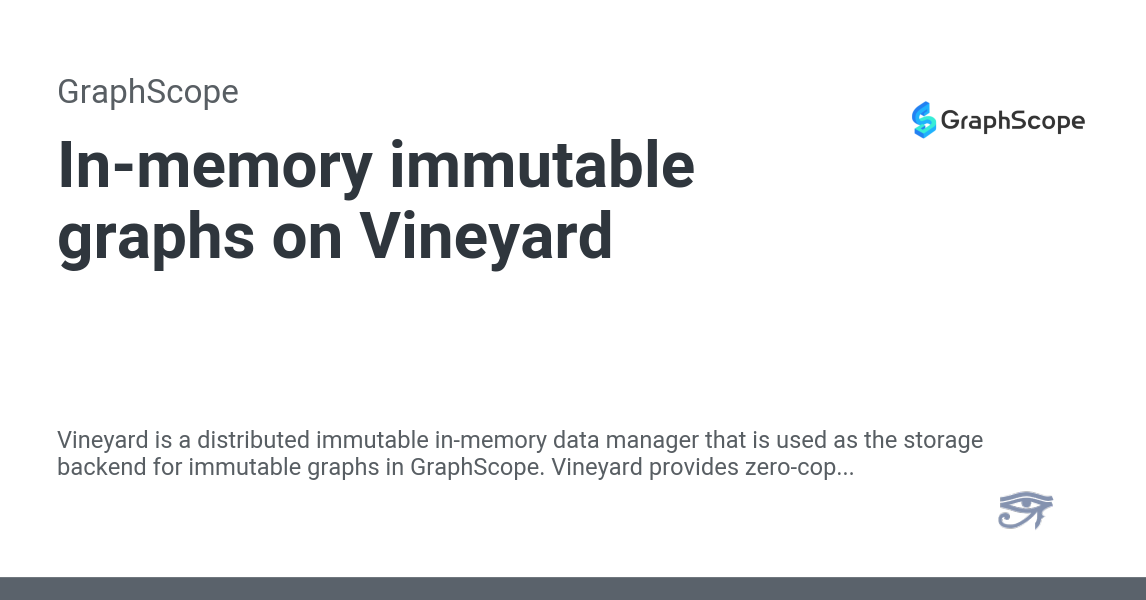 GraphScope
GraphScope
In-memory immutable
graphs on Vineyard
Vineyard is a distributed immutable in-memory data manager that is used as the storage
backend for immutable graphs in GraphScope. Vineyard provides zero-cop...